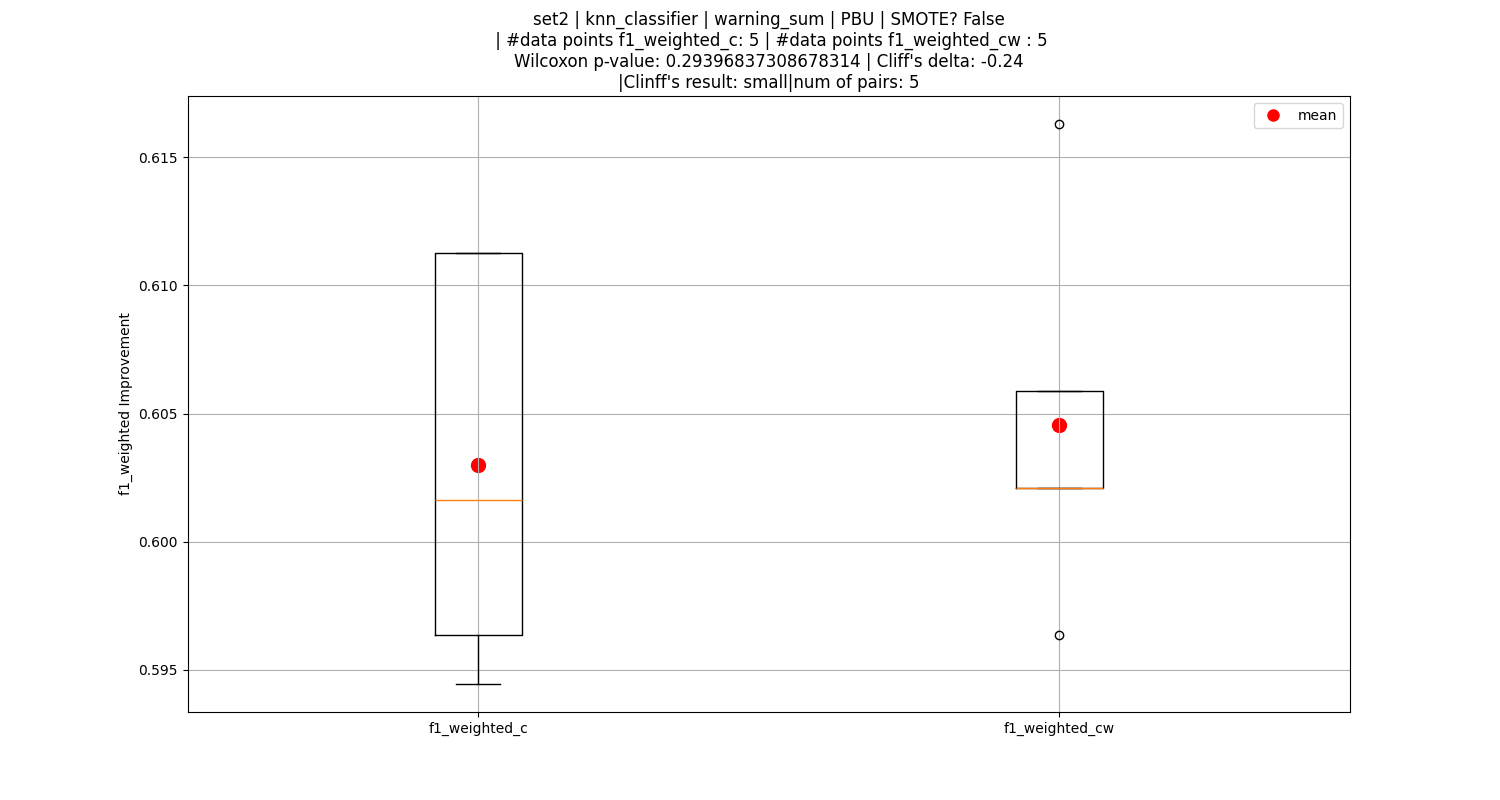 set2 | knn_classifier | warning_sum | PBU | SMOTE? False
| #data points f1_weighted_c: 5 | #data points f1_weighted_cw : 5
Wilcoxon p-value: 0.29396837308678314 | Cliff's delta: -0.24
|Clinff's result: small|num of pairs: 5
mean
0.615
0.610
0.605
0.600
0.595
f1_weighted Improvement
f1_weighted_c
f1_weighted_cw